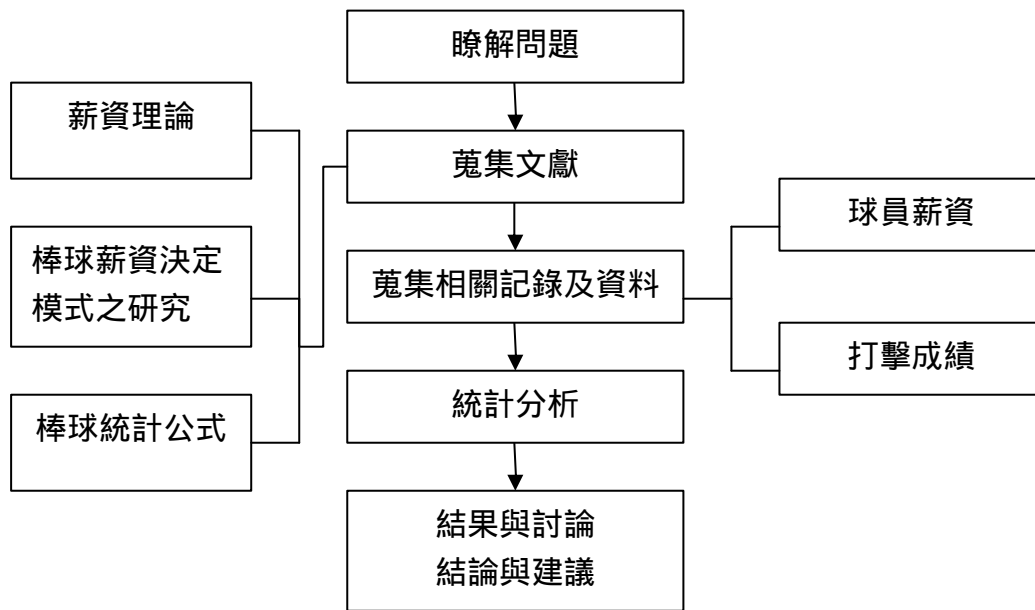 瞭解問題
薪資理論
蒐集文獻
球員薪資
棒球薪資決定
模式之研究
蒐集相關記錄及資料
打擊成績
統計分析
棒球統計公式
結果與討論
結論與建議